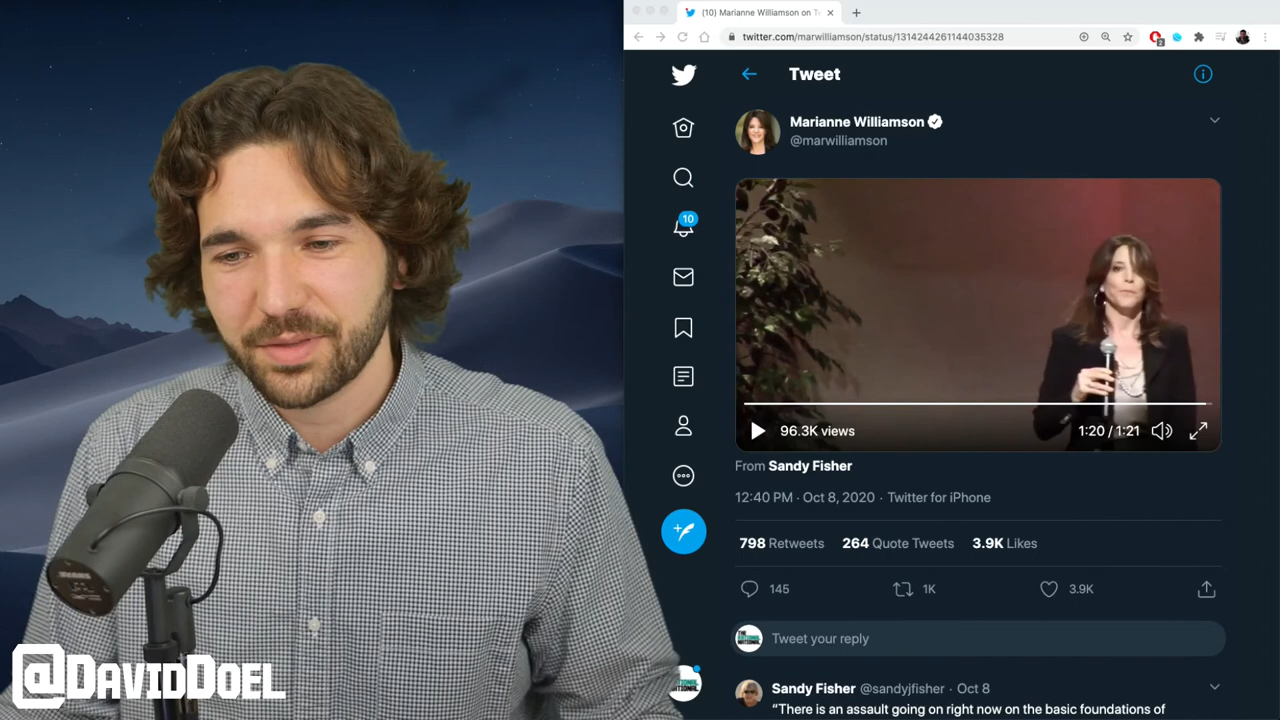 (10) Marianne Williamson on T
twitter.com/marwilliamson/status/1314244261144035328
2
Tweet
Marianne Williamson
@marwilliamson
10
96.3K views
1:20 / 1:21
From Sandy Fisher
12:40 PM · Oct 8, 2020 · Twitter for iPhone
798 Retweets 264 Quote Tweets 3.9K Likes
145 1K 3.9K
Tweet your reply
Sandy Fisher @sandyjfisher · Oct 8
“There is an assault going on right now on the basic foundations of
@DAVIDDOEL